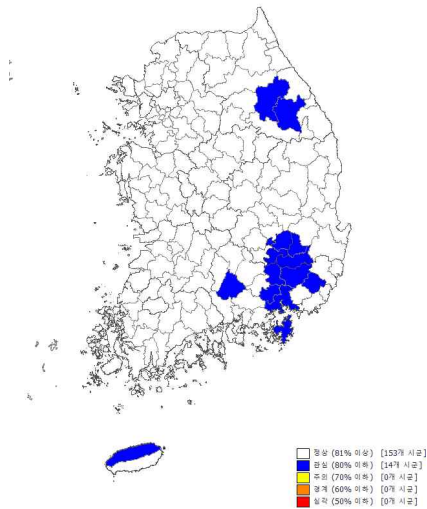 정상 (81% 이상) [153개 시군]
관심 (80% 이하) [14개 시군]
주의 (70% 이하) [0개 시군]
경계 (60% 이하) [0개 시군]
심각 (50% 이하) [0개 시군]